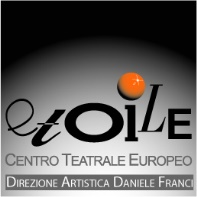 etOiLE
CENTRO TEATRALE EUROPEO
DIREZIONE ARTISTICA DANIELE FRANCI